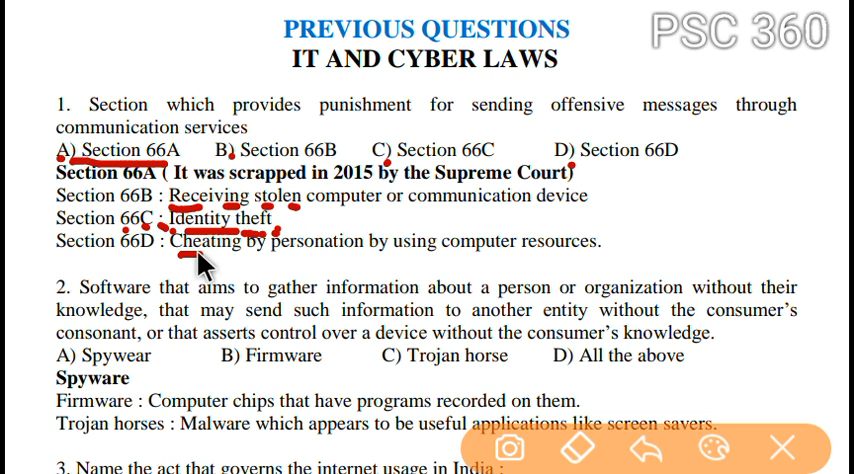 PREVIOUS QUESTIONS
PSC 360
IT AND CYBER LAWS
1. Section which provides punishment for sending offensive messages through
communication services
A) Section 66A B) Section 66B C) Section 66C D) Section 66D
Section 66A ( It was scrapped in 2015 by the Supreme Court)
Section 66B : Receiving stolen computer or communication device
Section 66C : Identity theft
Section 66D : Cheating by personation by using computer resources.
2. Software that aims to gather information about a person or organization without their
knowledge, that may send such information to another entity without the consumer's
consonant, or that asserts control over a device without the consumer's knowledge.
A) Spywear B) Firmware C) Trojan horse D) All the above
Spyware
Firmware : Computer chips that have programs recorded on them.
Trojan horses : Malware which appears to be useful applications like screen savers.
3. Name the act that governs the internet usage in India :